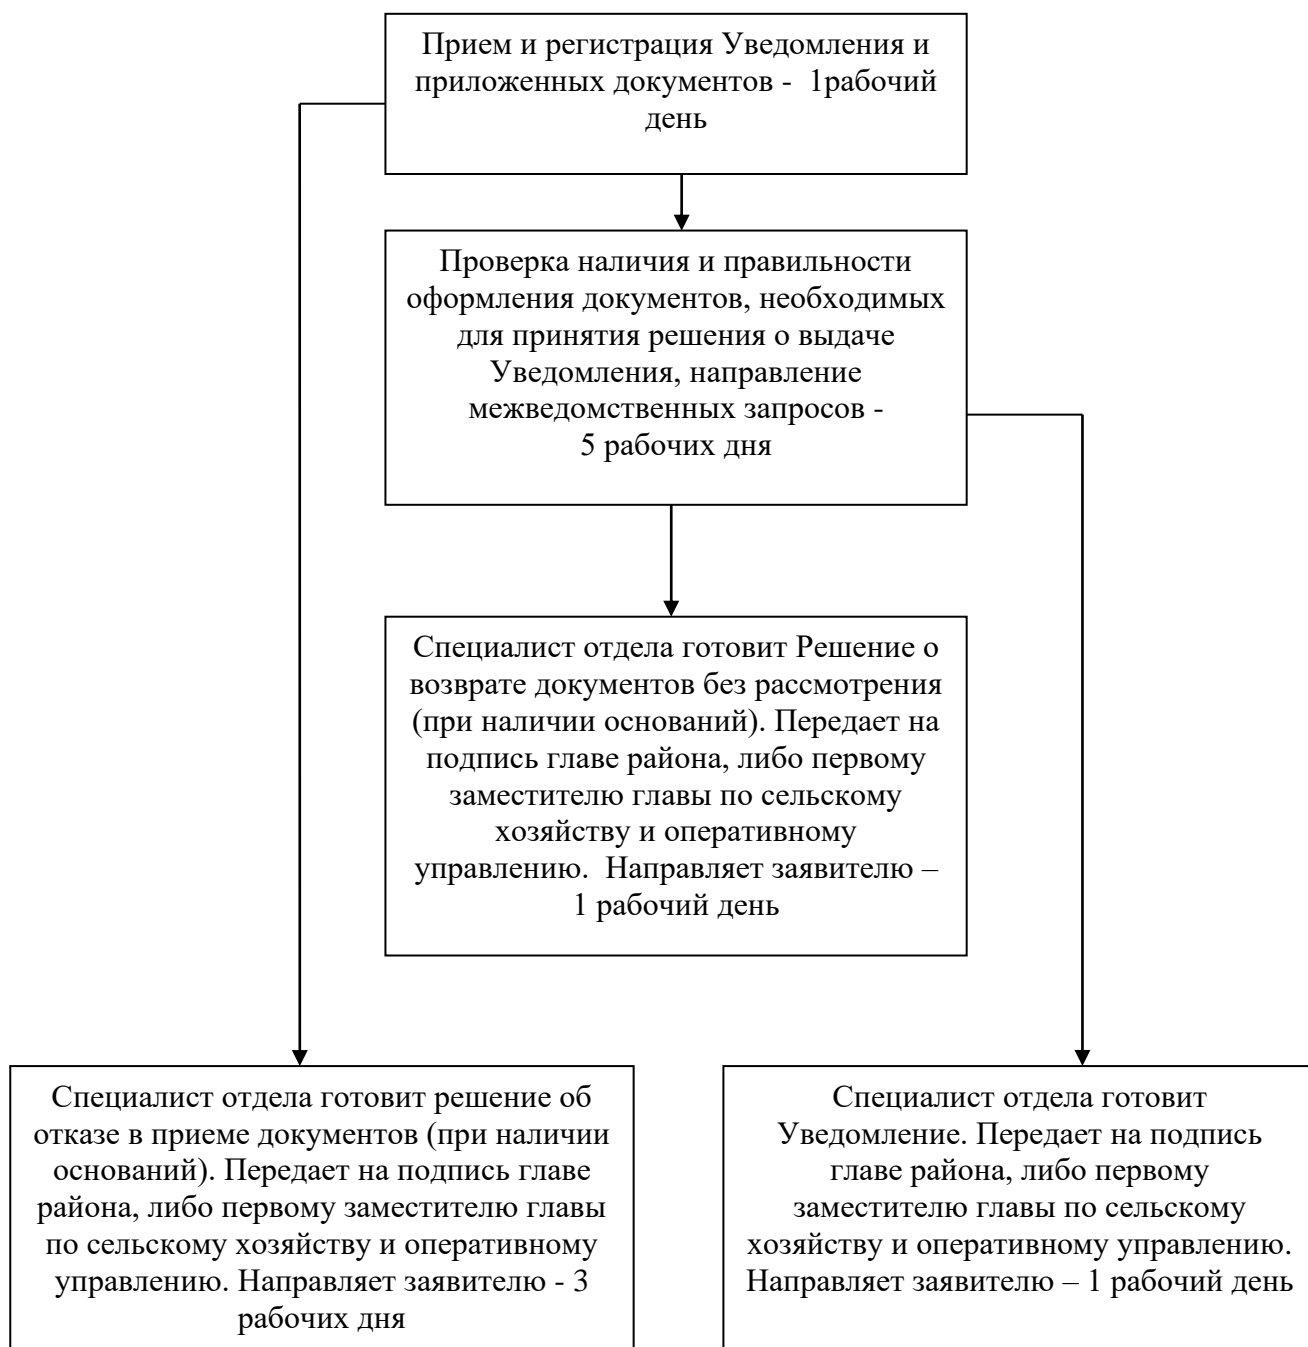 Прием и регистрация Уведомления и
приложенных документов -  1рабочий
день
Проверка наличия и правильности
оформления документов, необходимых
для принятия решения о выдаче
Уведомления, направление
межведомственных запросов -
5 рабочих дня
Специалист отдела готовит Решение о
возврате документов без рассмотрения
(при наличии оснований). Передает на
подпись главе района, либо первому
заместителю главы по сельскому
хозяйству и оперативному
управлению.  Направляет заявителю –
1 рабочий день
Специалист отдела готовит решение об
отказе в приеме документов (при наличии
оснований). Передает на подпись главе
района, либо первому заместителю главы
по сельскому хозяйству и оперативному
управлению. Направляет заявителю - 3
рабочих дня
Специалист отдела готовит
Уведомление. Передает на подпись
главе района, либо первому
заместителю главы по сельскому
хозяйству и оперативному управлению.
Направляет заявителю – 1 рабочий день